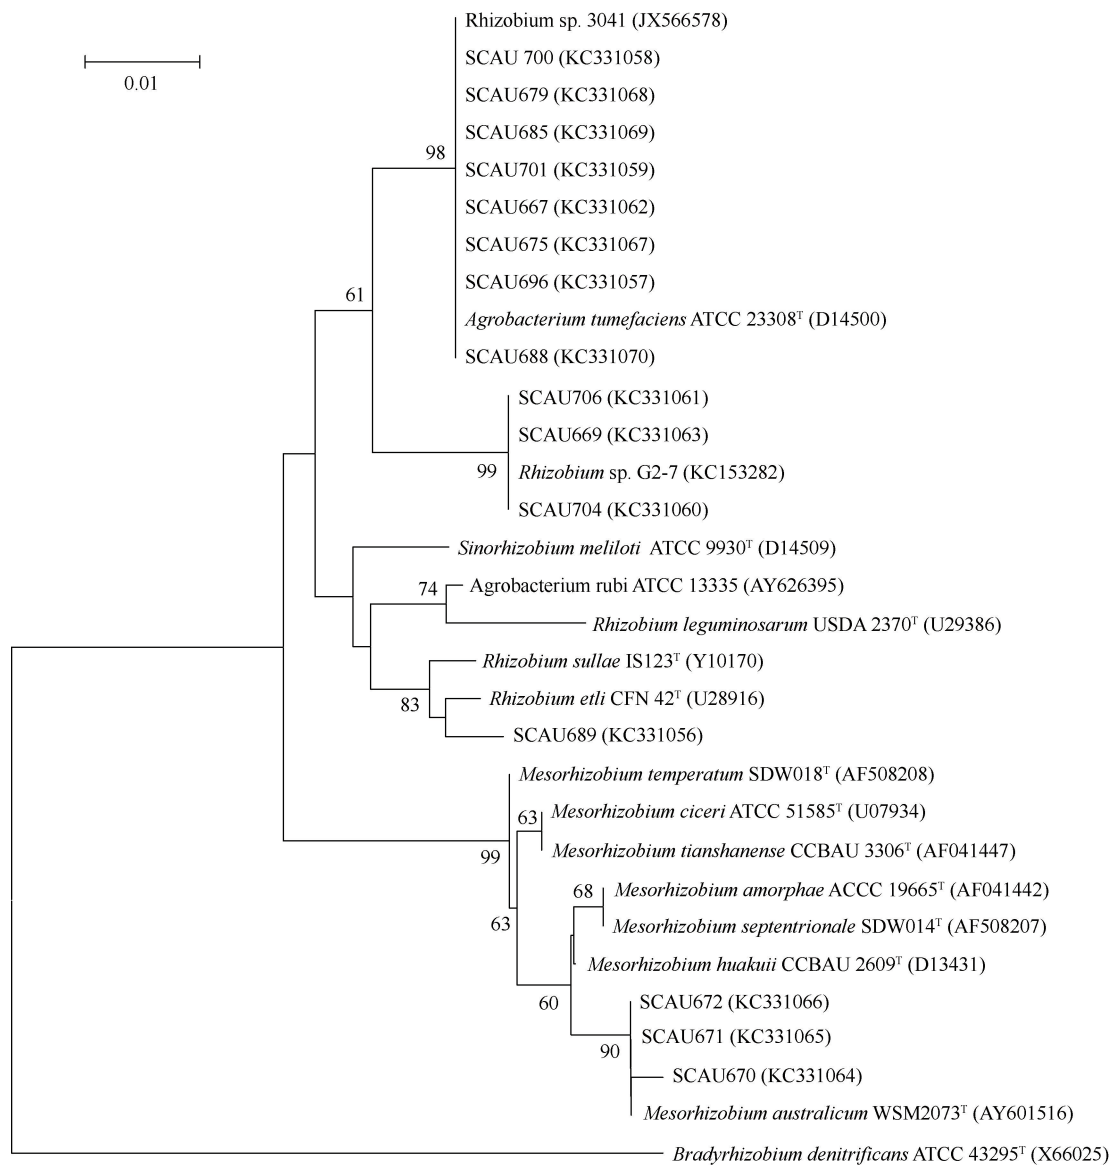 Rhizobium sp. 3041 (JX566578)
SCAU 700 (KC331058)
0.01
SCAU679 (KC331068)
SCAU685 (KC331069)
98
SCAU701 (KC331059)
SCAU667 (KC331062)
SCAU675 (KC331067)
SCAU696 (KC331057)
61
Agrobacterium tumefaciens ATCC 23308ᵀ (D14500)
SCAU688 (KC331070)
SCAU706 (KC331061)
SCAU669 (KC331063)
99
Rhizobium sp. G2-7 (KC153282)
SCAU704 (KC331060)
Sinorhizobium meliloti ATCC 9930ᵀ (D14509)
74
Agrobacterium rubi ATCC 13335 (AY626395)
Rhizobium leguminosarum USDA 2370ᵀ (U29386)
Rhizobium sullae IS123ᵀ (Y10170)
Rhizobium etli CFN 42ᵀ (U28916)
83
SCAU689 (KC331056)
Mesorhizobium temperatum SDW018ᵀ (AF508208)
Mesorhizobium ciceri ATCC 51585ᵀ (U07934)
63
Mesorhizobium tianshanense CCBAU 3306ᵀ (AF041447)
99
68
Mesorhizobium amorphae ACCC 19665ᵀ (AF041442)
63
Mesorhizobium septentrionale SDW014ᵀ (AF508207)
Mesorhizobium huakuii CCBAU 2609ᵀ (D13431)
60
SCAU672 (KC331066)
SCAU671 (KC331065)
90
SCAU670 (KC331064)
Mesorhizobium australicum WSM2073ᵀ (AY601516)
Bradyrhizobium denitrificans ATCC 43295ᵀ (X66025)